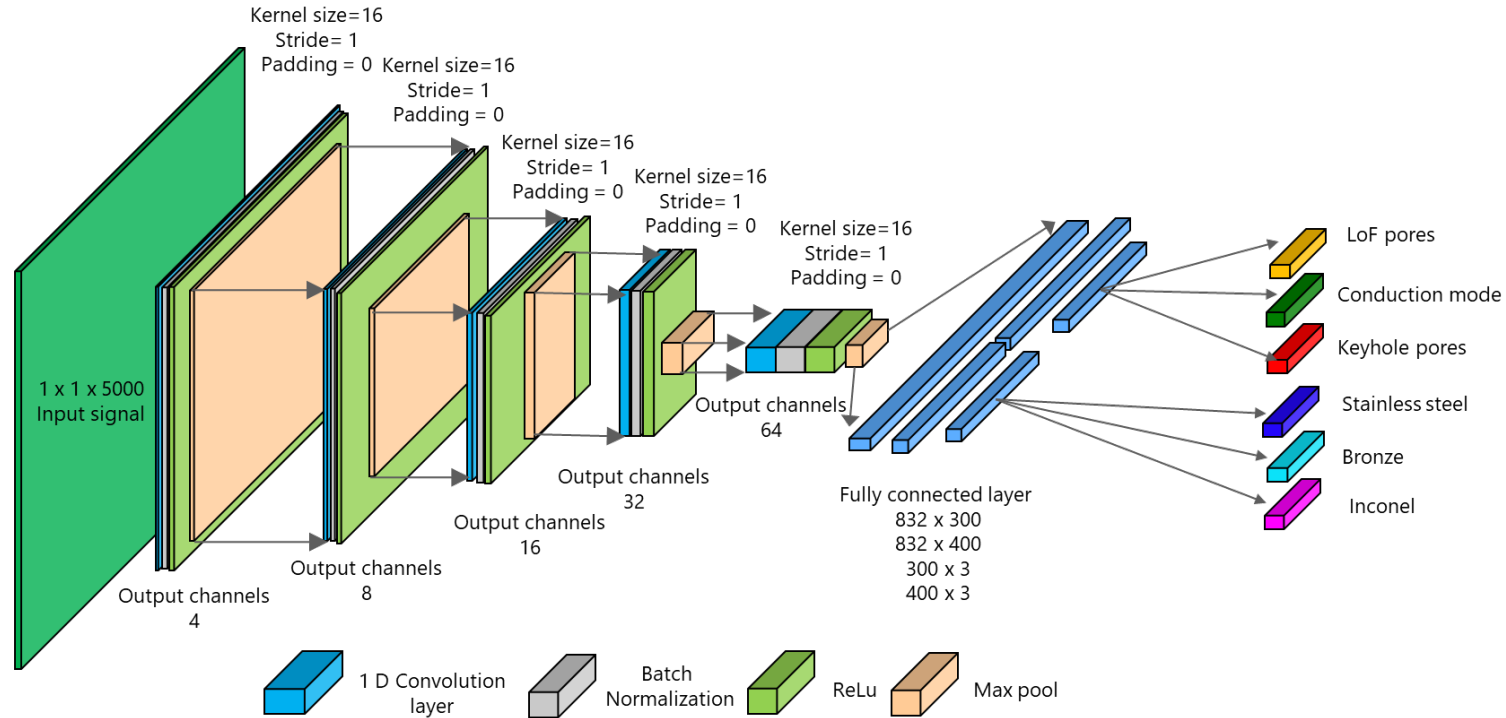 Kernel size=16
Stride= 1
Padding = 0
Kernel size=16
Stride= 1
Padding = 0
Kernel size=16
Stride= 1
Padding = 0
Kernel size=16
Stride= 1
Padding = 0
Kernel size=16
Stride= 1
Padding = 0
1 x 1 x 5000
Input signal
Output channels
4
Output channels
8
Output channels
16
Output channels
32
Output channels
64
Fully connected layer
832 x 300
832 x 400
300 x 3
400 x 3
LoF pores
Conduction mode
Keyhole pores
Stainless steel
Bronze
Inconel
1 D Convolution
layer
Batch
Normalization
ReLu
Max pool